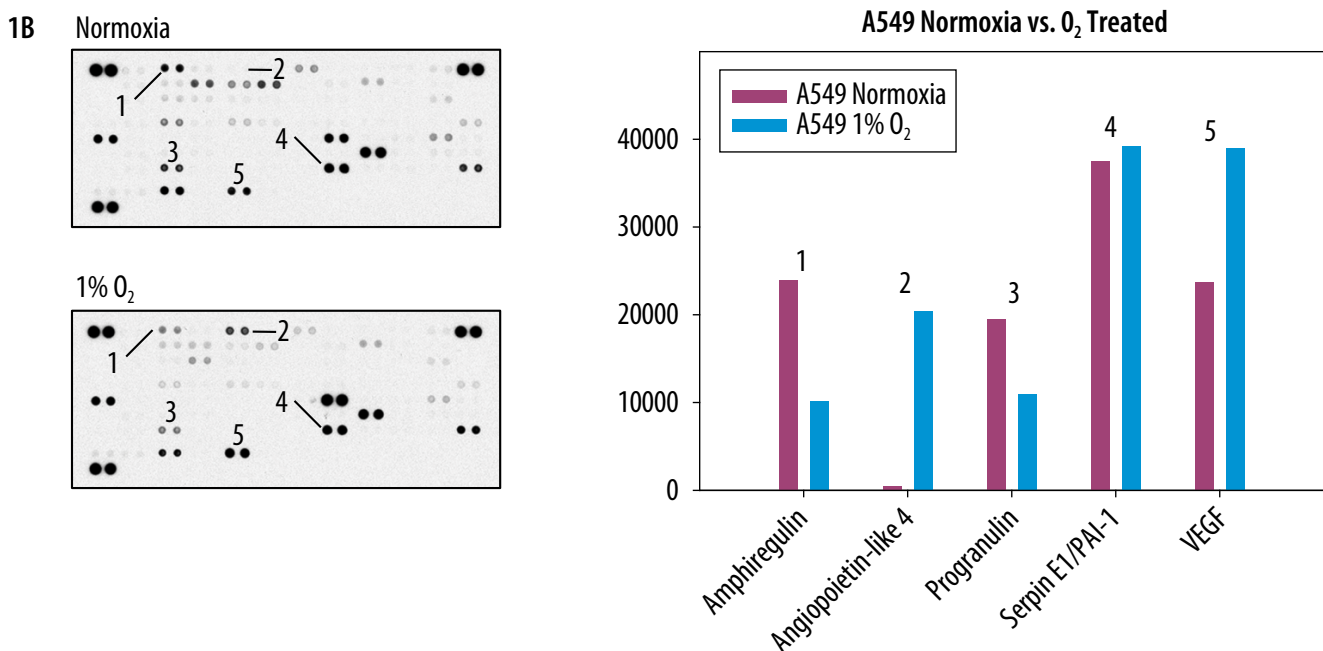 1B Normoxia
1
2
3
4
5
1% O₂
1
2
3
4
5
A549 Normoxia vs. O₂ Treated
A549 Normoxia
A549 1% O₂
40000
30000
20000
10000
0
1
2
3
4
5
Amphiregulin
Angiopoietin-like 4
Progranulin
Serpin E1/PAI-1
VEGF